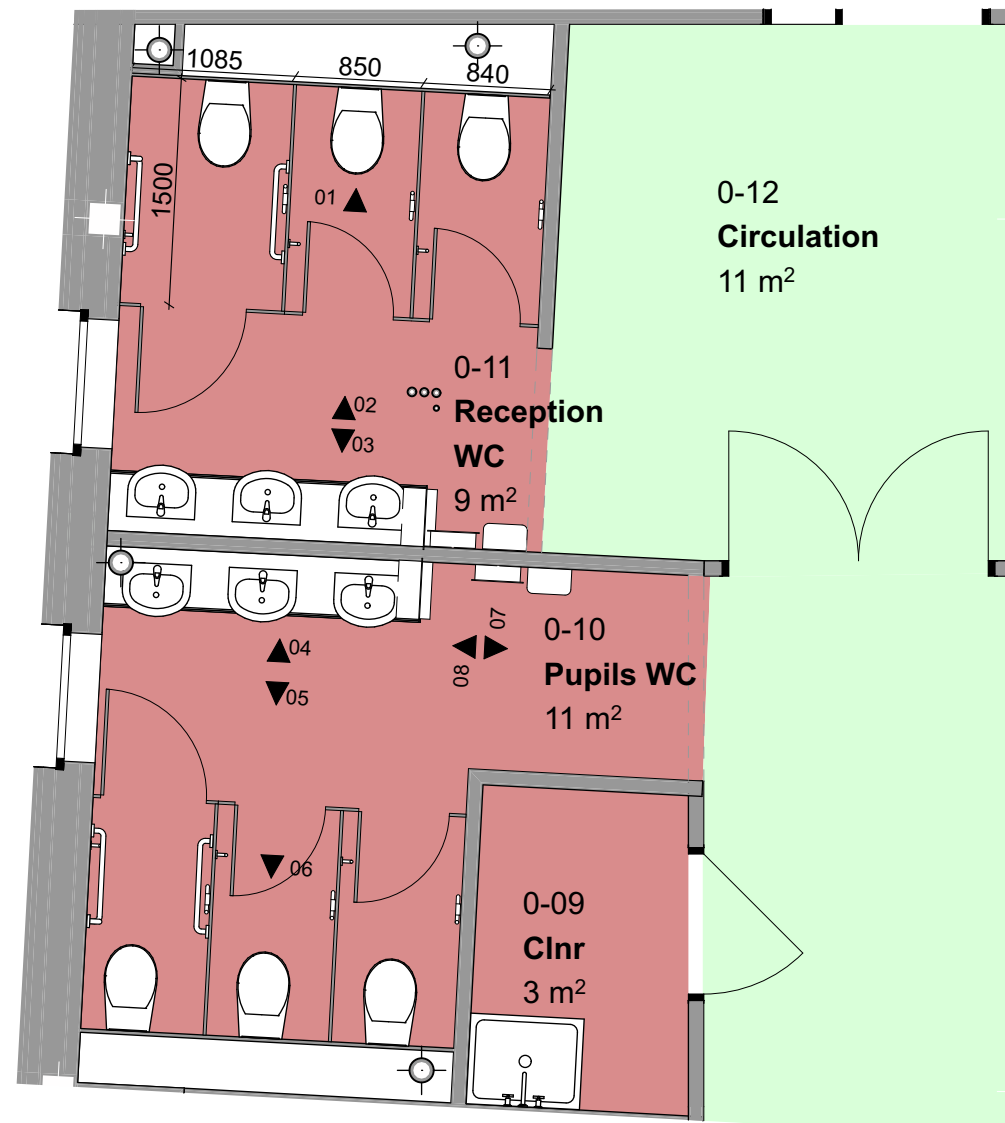 1085
850
840
1500
01
0-12
Circulation
11 m²
0-11
Reception
WC
9 m²
02
03
04
05
07
08
0-10
Pupils WC
11 m²
06
0-09
Clnr
3 m²